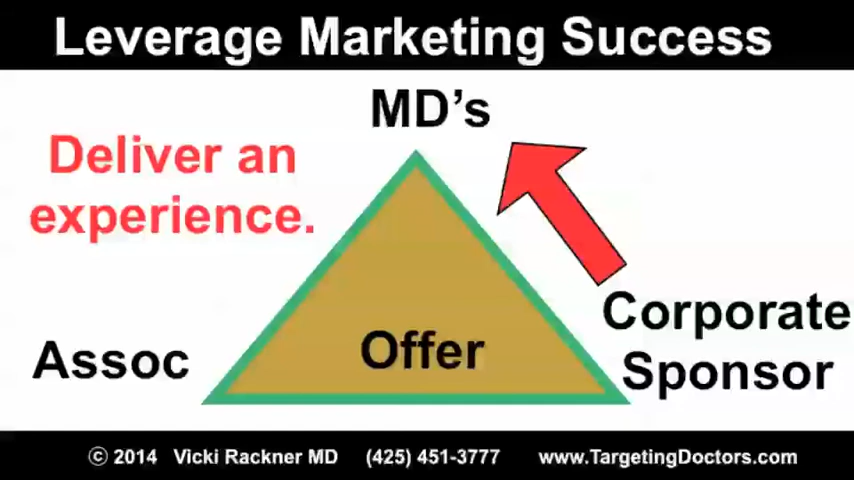 Leverage Marketing Success
MD's
Deliver an
experience.
Corporate
Sponsor
Assoc
Offer
© 2014 Vicki Rackner MD (425) 451-3777 www.TargetingDoctors.com